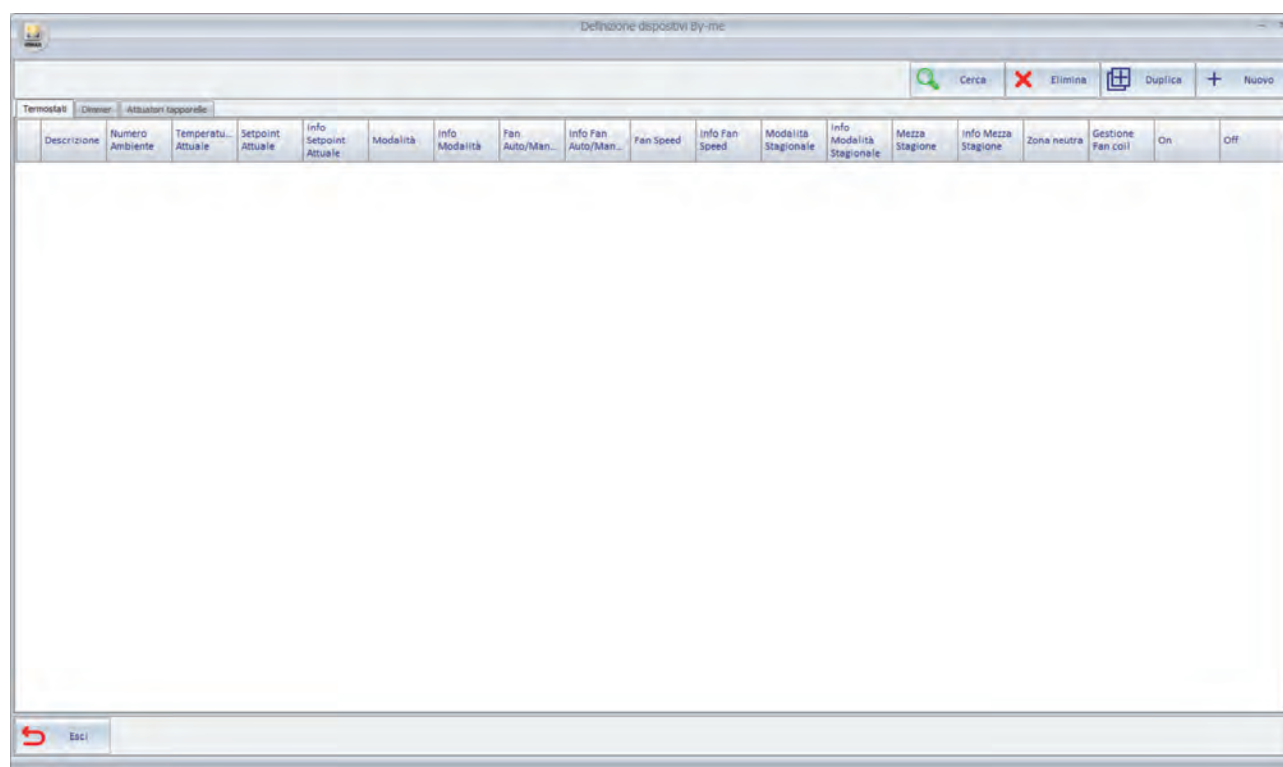 Definizione dispositivi By-me
Cerca
Elimina
Duplica
Nuovo
Termostati
Dimmer
Attuatori tapparelle
Descrizione
Numero
Ambiente
Temperatu...
Attuale
Setpoint
Attuale
Info
Setpoint
Attuale
Modalità
Info
Modalità
Fan
Auto/Man...
Info Fan
Auto/Man...
Fan Speed
Info Fan
Speed
Modalità
Stagionale
Info
Modalità
Stagionale
Mezza
Stagione
Info Mezza
Stagione
Zona neutra
Gestione
Fan coil
On
Off
Esci